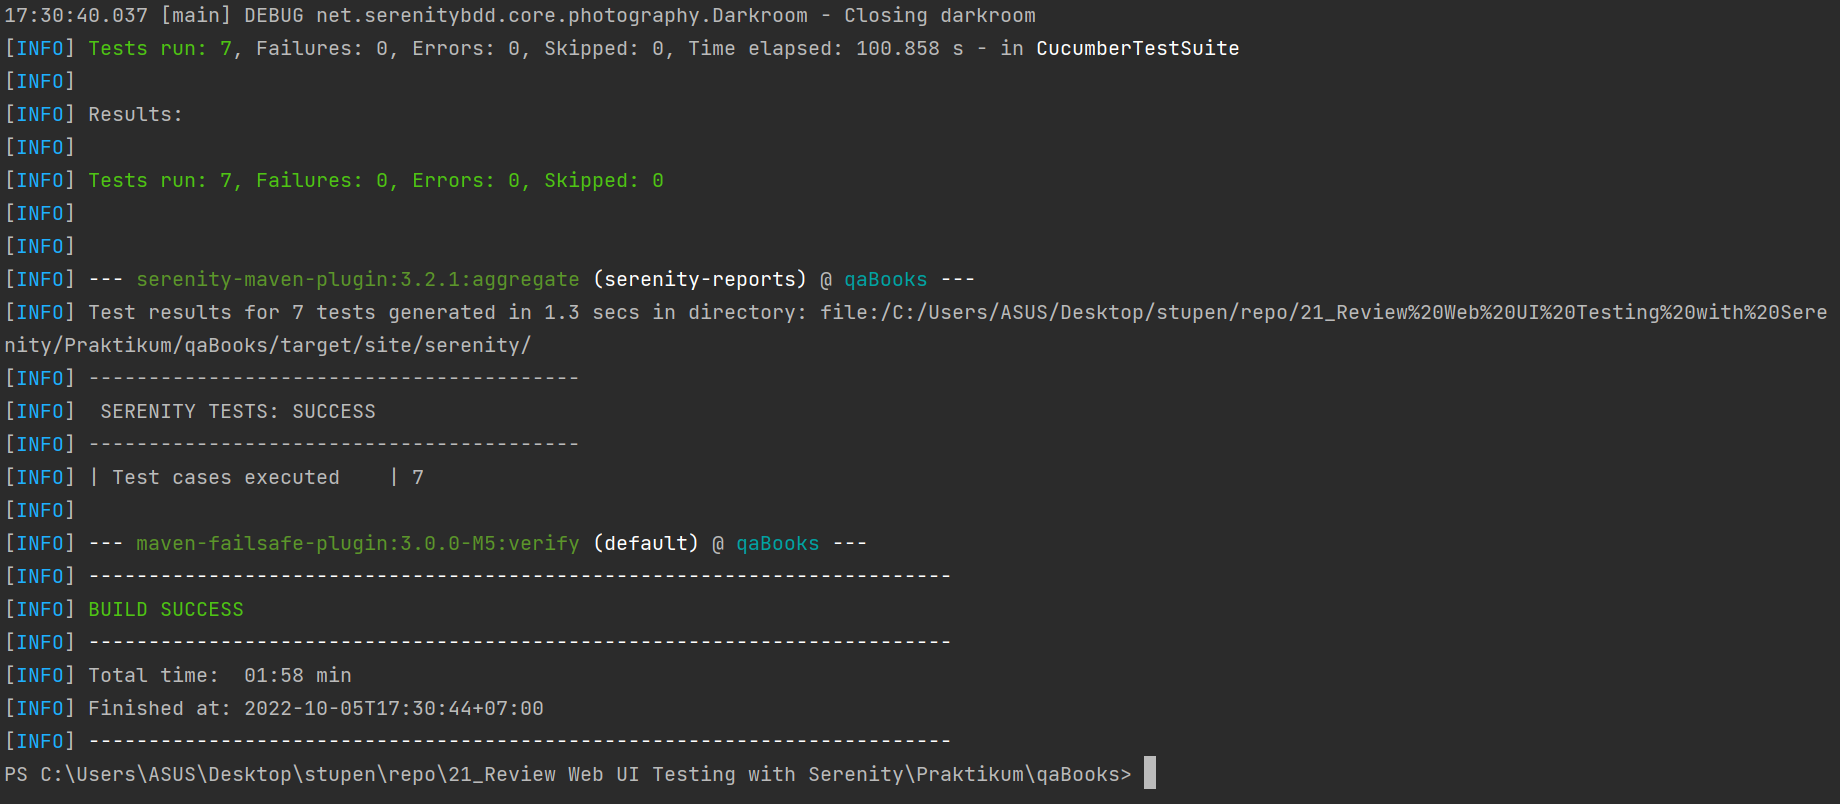 17:30:40.037 [main] DEBUG net.serenitybdd.core.photography.Darkroom - Closing darkroom
[INFO] Tests run: 7, Failures: 0, Errors: 0, Skipped: 0, Time elapsed: 100.858 s - in CucumberTestSuite
[INFO]
[INFO] Results:
[INFO]
[INFO] Tests run: 7, Failures: 0, Errors: 0, Skipped: 0
[INFO]
[INFO]
[INFO] --- serenity-maven-plugin:3.2.1:aggregate (serenity-reports) @ qaBooks ---
[INFO] Test results for 7 tests generated in 1.3 secs in directory: file:/C:/Users/ASUS/Desktop/stupen/repo/21_Review%20Web%20UI%20Testing%20with%20Sere
nity/Praktikum/qaBooks/target/site/serenity/
[INFO] -----------------------------------------
[INFO]  SERENITY TESTS: SUCCESS
[INFO] -----------------------------------------
[INFO] | Test cases executed    | 7
[INFO]
[INFO] --- maven-failsafe-plugin:3.0.0-M5:verify (default) @ qaBooks ---
[INFO] ------------------------------------------------------------------------
[INFO] BUILD SUCCESS
[INFO] ------------------------------------------------------------------------
[INFO] Total time:  01:58 min
[INFO] Finished at: 2022-10-05T17:30:44+07:00
[INFO] ------------------------------------------------------------------------
PS C:\Users\ASUS\Desktop\stupen\repo\21_Review Web UI Testing with Serenity\Praktikum\qaBooks>